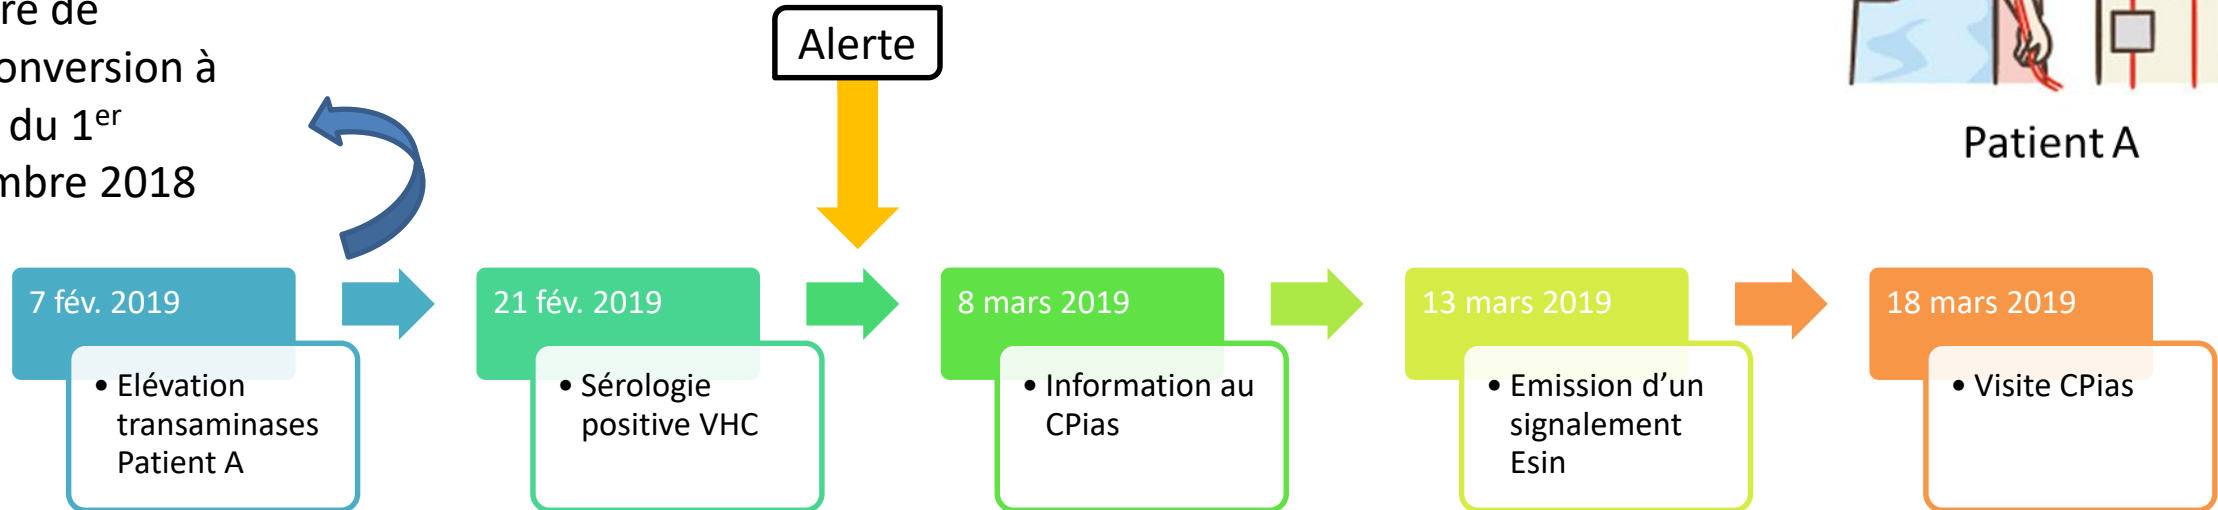 re de
onversion à
du 1er
mbre 2018
Alerte
Patient A
7 fév. 2019
• Elévation
transaminases
Patient A
21 fév. 2019
• Sérologie
positive VHC
8 mars 2019
• Information au
CPias
13 mars 2019
• Emission d’un
signalement
Esin
18 mars 2019
• Visite CPias